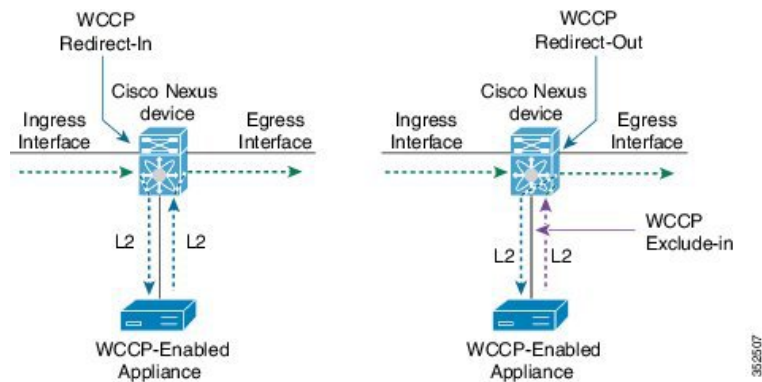 WCCP
Redirect-In
Cisco Nexus
device
Ingress
Interface
Egress
Interface
L2
L2
WCCP-Enabled
Appliance
WCCP
Redirect-Out
Cisco Nexus
device
Ingress
Interface
Egress
Interface
L2
L2
WCCP
Exclude-in
WCCP-Enabled
Appliance
352507